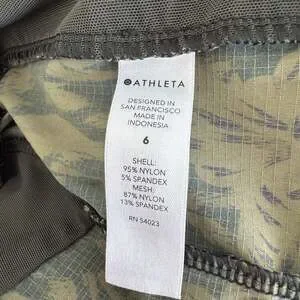 ATHLETA
DESIGNED IN
SAN FRANCISCO
MADE IN
INDONESIA
6
SHELL:
95% NYLON
5% SPANDEX
MESH:
87% NYLON
13% SPANDEX
RN 54023